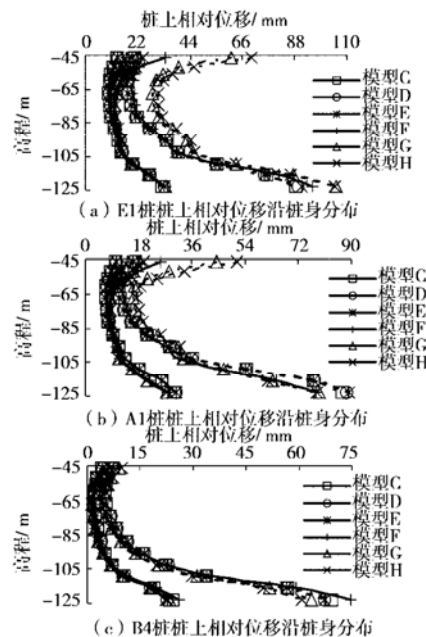 桩上相对位移/ mm
0 22 44 66 88 110
-45
-65
-85
-105
-125
高程/ m
模型C
模型D
模型E
模型F
模型G
模型H
（a）E1桩桩上相对位移沿桩身分布
桩上相对位移/ mm
0 18 36 54 72 90
-45
-65
-85
-105
-125
高程/ m
模型C
模型D
模型E
模型F
模型G
模型H
（b）A1桩桩上相对位移沿桩身分布
桩上相对位移/ mm
0 15 30 45 60 75
-45
-65
-85
-105
-125
高程/ m
模型C
模型D
模型E
模型F
模型G
模型H
（c）B4桩桩上相对位移沿桩身分布